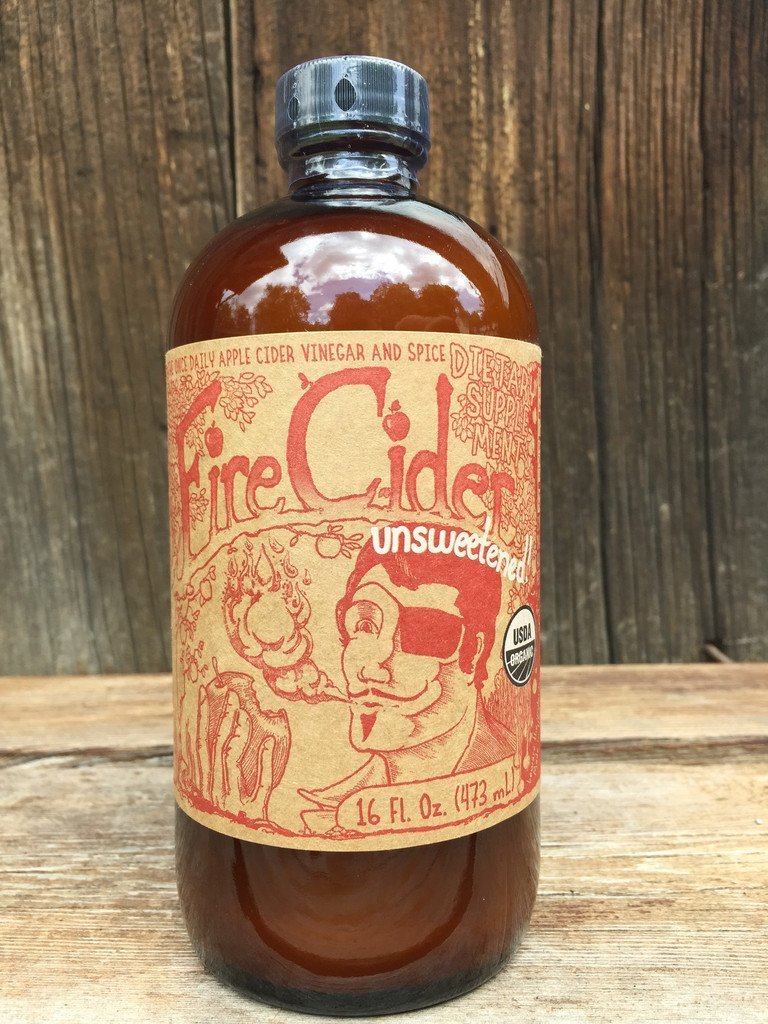 ONCE DAILY APPLE CIDER VINEGAR AND SPICE
DIETARY
SUPPLE
MENT
Fire Cider
unsweetened!
USDA
ORGANIC
16 Fl. Oz. (473 mL)